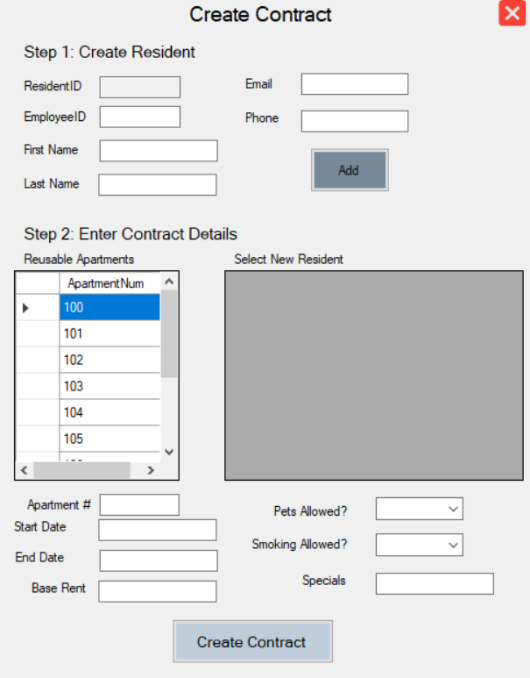 Create Contract
Step 1: Create Resident
ResidentID
Email
EmployeeID
Phone
First Name
Add
Last Name
Step 2: Enter Contract Details
Reusable Apartments
Select New Resident
ApartmentNum
100
101
102
103
104
105
Apartment #
Pets Allowed?
Start Date
Smoking Allowed?
End Date
Specials
Base Rent
Create Contract